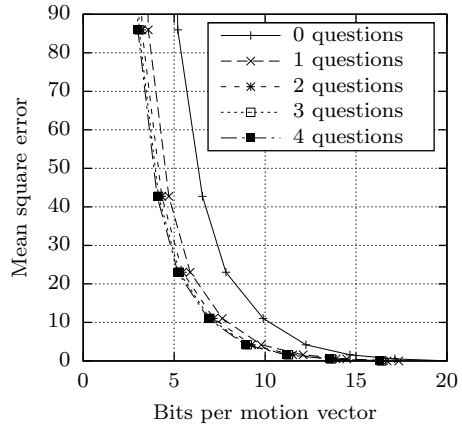 90
80
70
60
50
40
30
20
10
0
Mean square error
0 questions
1 questions
2 questions
3 questions
4 questions
0 5 10 15 20
Bits per motion vector